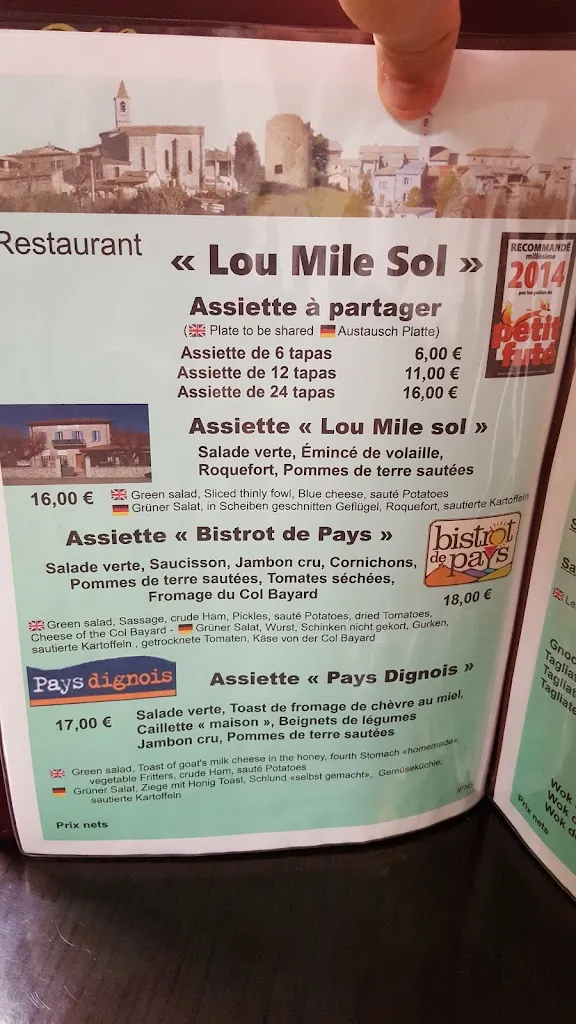 Restaurant
« Lou Mile Sol »
RECOMMANDÉ
millésime
2014
petit
futé
Assiette à partager
(Plate to be shared Austausch Platte)
Assiette de 6 tapas 6,00 €
Assiette de 12 tapas 11,00 €
Assiette de 24 tapas 16,00 €
Assiette « Lou Mile sol »
Salade verte, Émincé de volaille,
Roquefort, Pommes de terre sautées
16,00 €
Green salad, Sliced thinly fowl, Blue cheese, sauté Potatoes
Grüner Salat, in Scheiben geschnitten Geflügel, Roquefort, sautierte Kartoffeln
Assiette « Bistrot de Pays »
bistrot
de pays
Salade verte, Saucisson, Jambon cru, Cornichons,
Pommes de terre sautées, Tomates séchées,
Fromage du Col Bayard
18,00 €
Green salad, Sassage, crude Ham, Pickles, sauté Potatoes, dried Tomatoes,
Cheese of the Col Bayard - Grüner Salat, Wurst, Schinken nicht gekort, Gurken,
sautierte Kartoffeln , getrocknete Tomaten, Käse von der Col Bayard
Pays dignois
Assiette « Pays Dignois »
17,00 €
Salade verte, Toast de fromage de chèvre au miel,
Caillette « maison », Beignets de légumes
Jambon cru, Pommes de terre sautées
Green salad, Toast of goat's milk cheese in the honey, fourth Stomach «homemade»,
vegetable Fritters, crude Ham, sauté Potatoes
Grüner Salat, Ziege mit Honig Toast, Schlund «selbst gemacht», Gemüseküchle,
sautierte Kartoffeln
IPNS
Prix nets
Gnoc
Tagliat
Tagliat
Tagliate
Wok
Wok d
Wok di
Prix nets